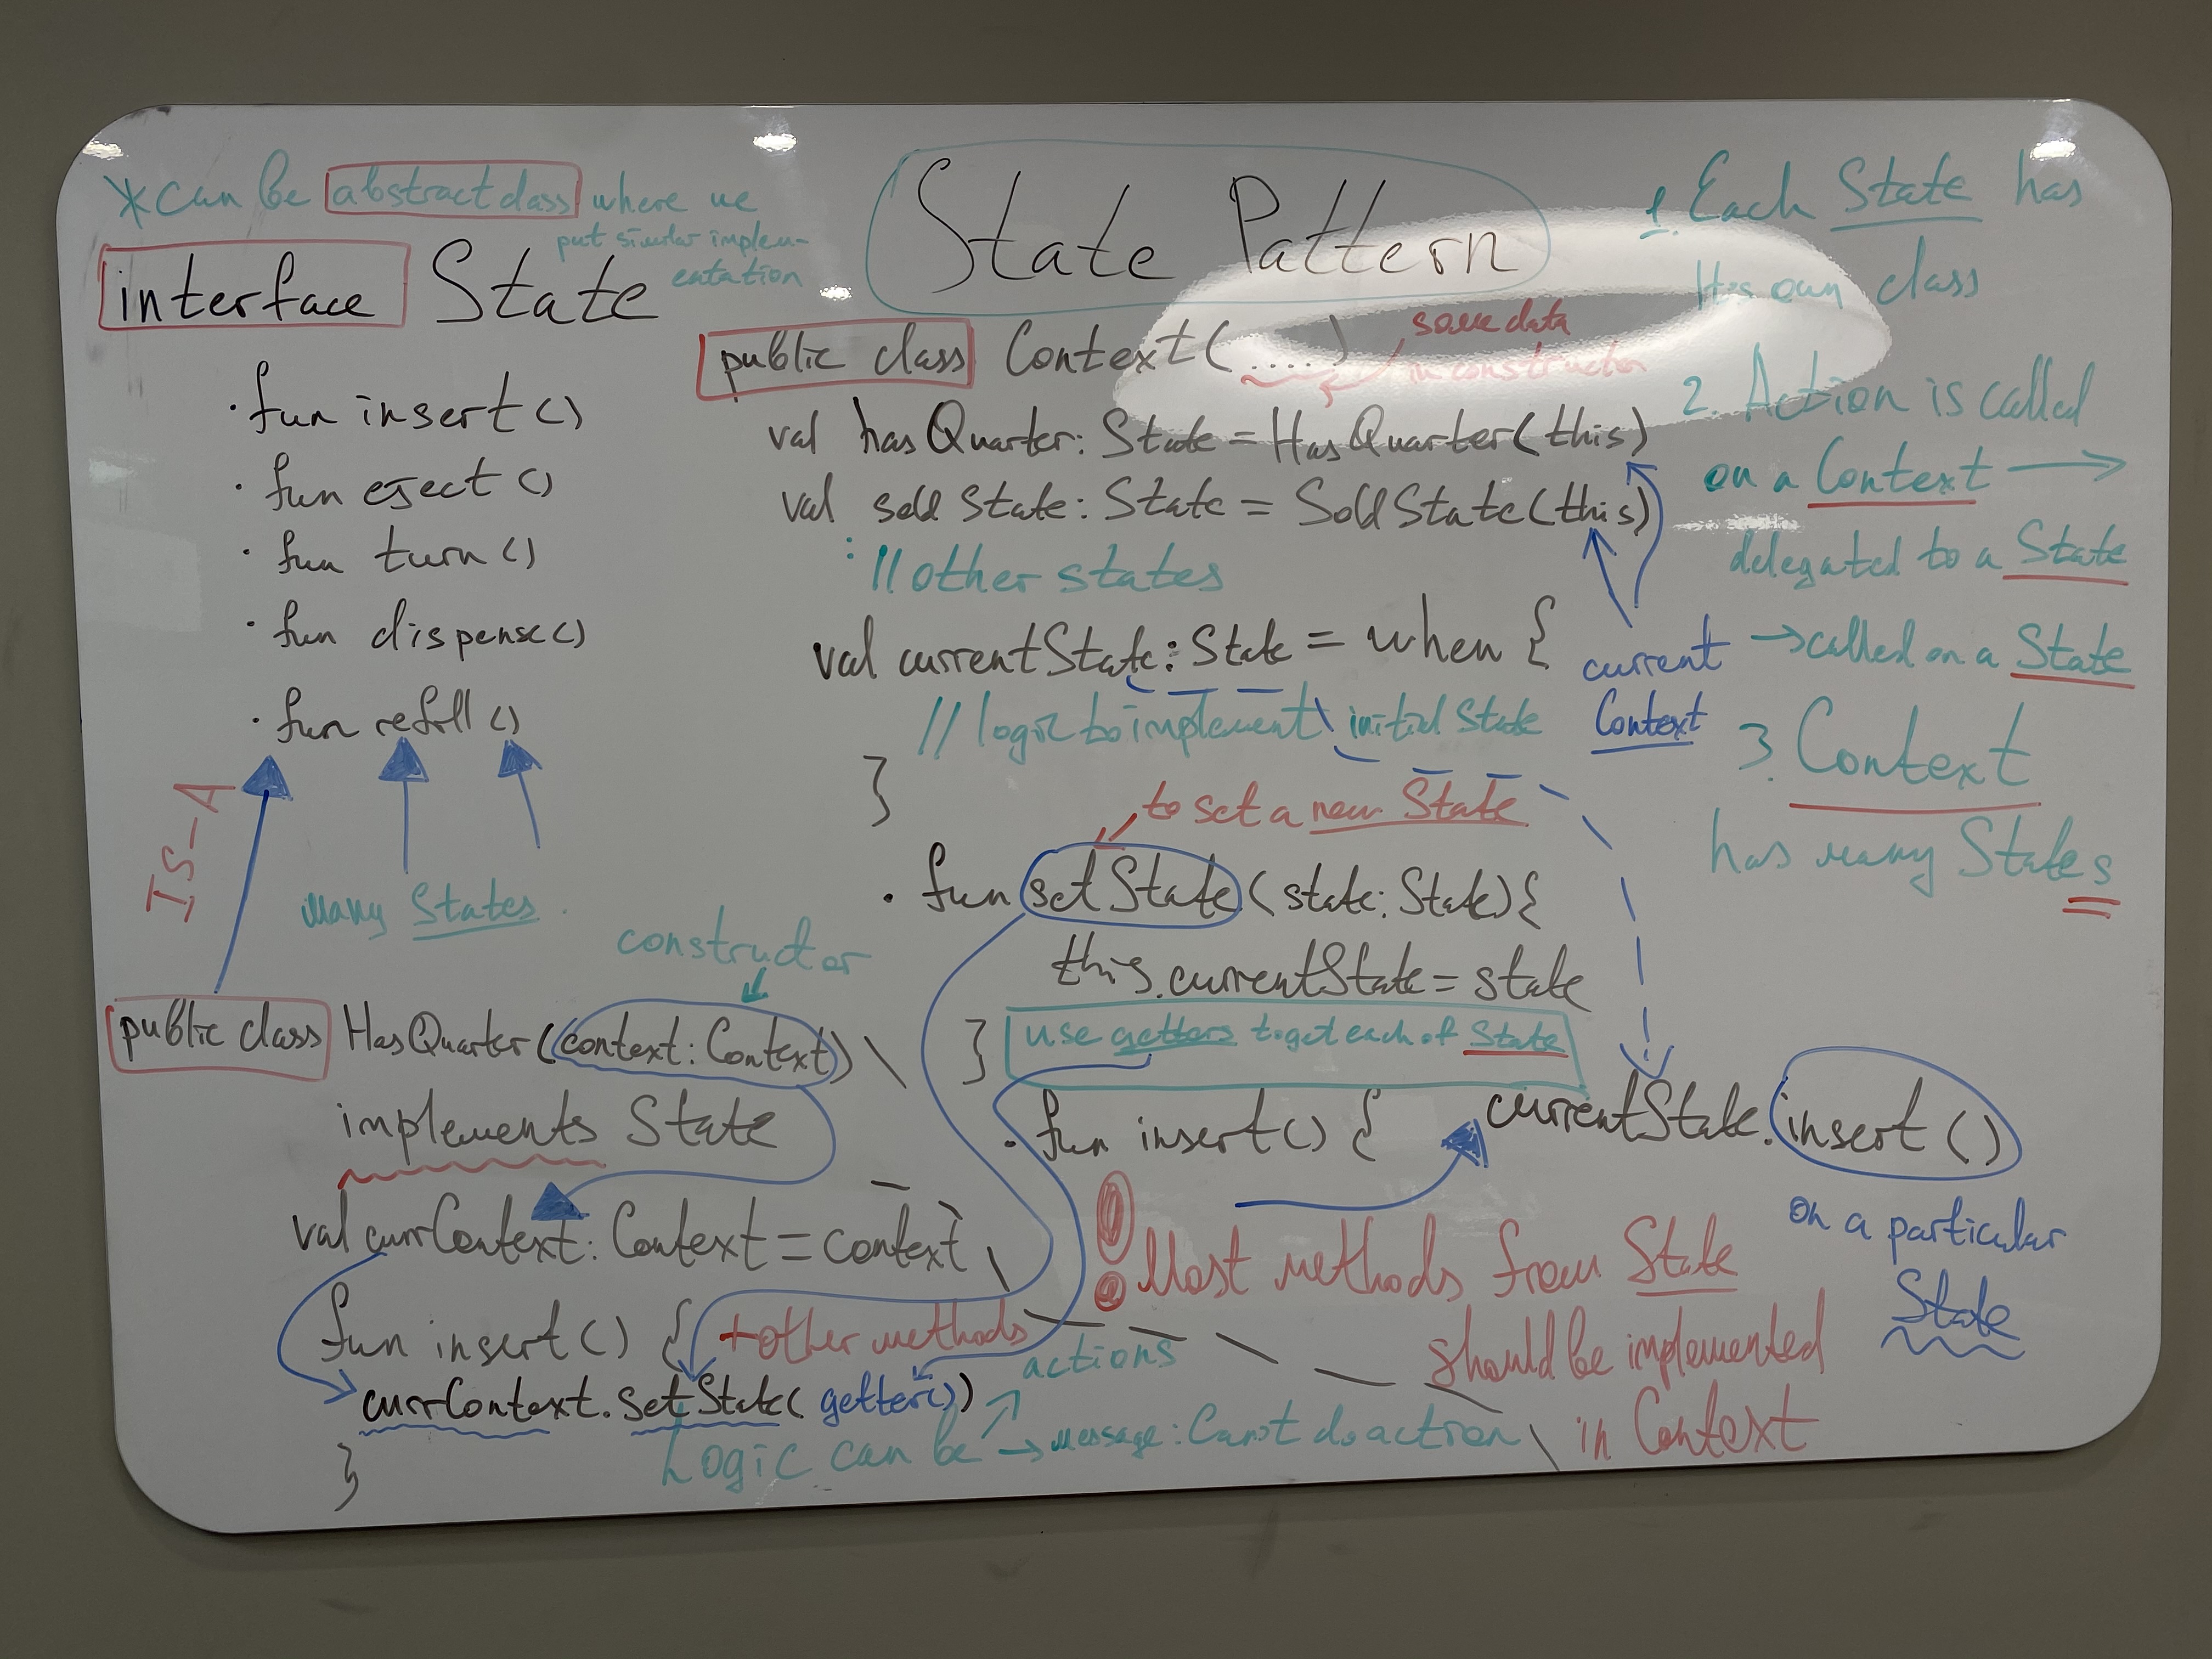 State Pattern
* can be abstract class where we
put similar implem-
entation
interface State
· fun insert()
· fun eject()
· fun turn()
· fun dispense()
· fun refill()
IS-A
many States
constructor
public class HasQuarter(context: Context)
implements State
val currContext: Context = context
fun insert() { + other methods
currContext.setState(getter())
}
Logic can be → actions
→ message: Can't do action
public class Context(....)
some data
in constructor
val hasQuarter: State = HasQuarter(this)
val soldState: State = SoldState(this)
: // other states
val currentState: State = when {
// logic to implement initial State
}
current
Context
to set a new State
· fun setState(state: State){
this.currentState = state
}
use getters to get each of State
· fun insert() { currentState.insert()
on a particular
State
! Most methods from State
should be implemented
in Context
1. Each State has
its own class
2. Action is called
on a Context →
delegated to a State
→ called on a State
3. Context
has many States